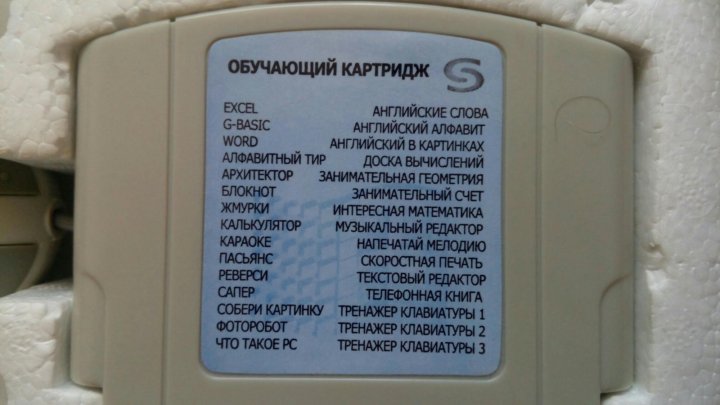 ОБУЧАЮЩИЙ КАРТРИДЖ S
EXCEL АНГЛИЙСКИЕ СЛОВА
G-BASIC АНГЛИЙСКИЙ АЛФАВИТ
WORD АНГЛИЙСКИЙ В КАРТИНКАХ
АЛФАВИТНЫЙ ТИР ДОСКА ВЫЧИСЛЕНИЙ
АРХИТЕКТОР ЗАНИМАТЕЛЬНАЯ ГЕОМЕТРИЯ
БЛОКНОТ ЗАНИМАТЕЛЬНЫЙ СЧЕТ
ЖМУРКИ ИНТЕРЕСНАЯ МАТЕМАТИКА
КАЛЬКУЛЯТОР МУЗЫКАЛЬНЫЙ РЕДАКТОР
КАРАОКЕ НАПЕЧАТАЙ МЕЛОДИЮ
ПАСЬЯНС СКОРОСТНАЯ ПЕЧАТЬ
РЕВЕРСИ ТЕКСТОВЫЙ РЕДАКТОР
САПЕР ТЕЛЕФОННАЯ КНИГА
СОБЕРИ КАРТИНКУ ТРЕНАЖЕР КЛАВИАТУРЫ 1
ФОТОРОБОТ ТРЕНАЖЕР КЛАВИАТУРЫ 2
ЧТО ТАКОЕ PC ТРЕНАЖЕР КЛАВИАТУРЫ 3